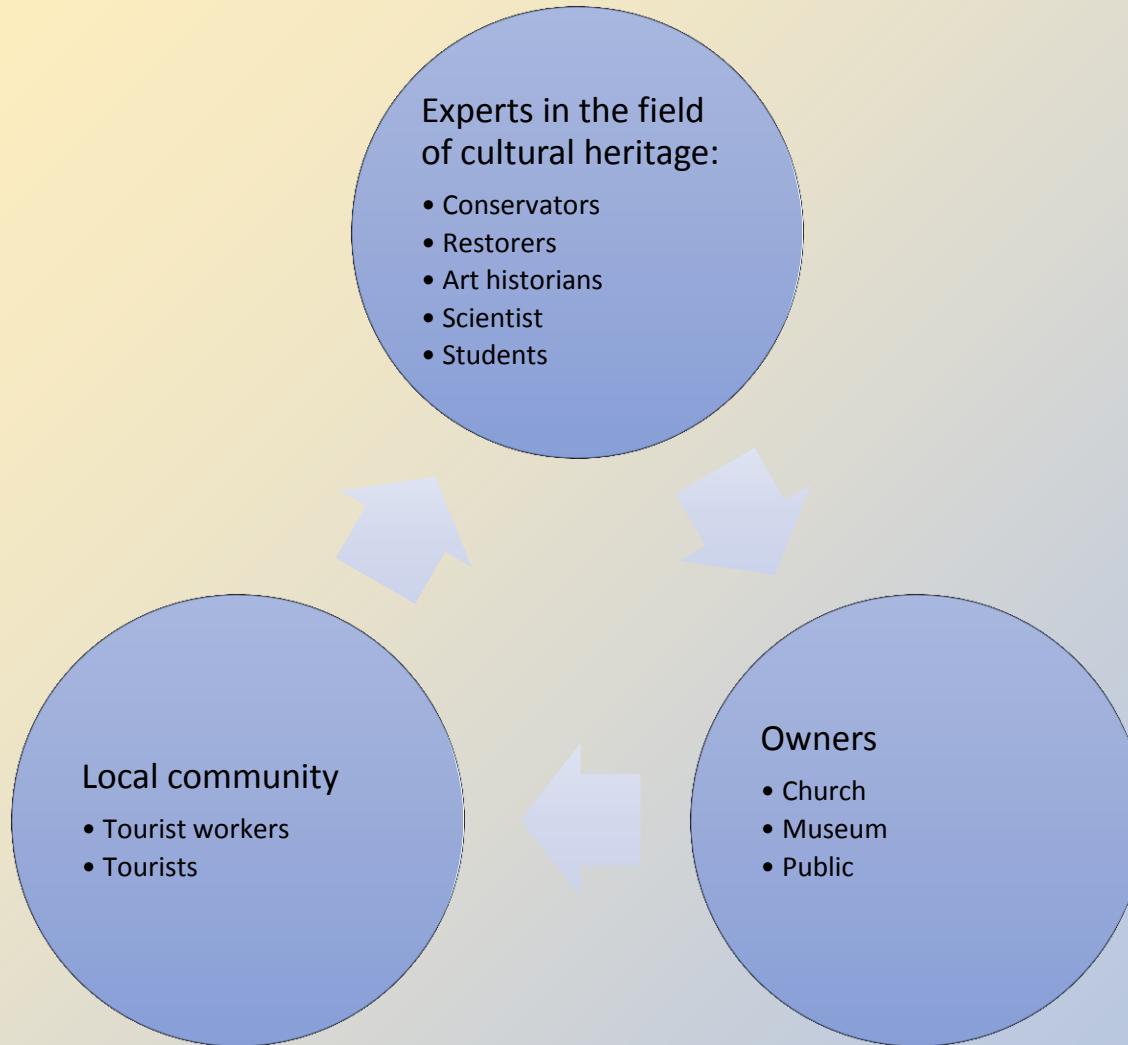 Experts in the field
of cultural heritage:
• Conservators
• Restorers
• Art historians
• Scientist
• Students
Owners
• Church
• Museum
• Public
Local community
• Tourist workers
• Tourists